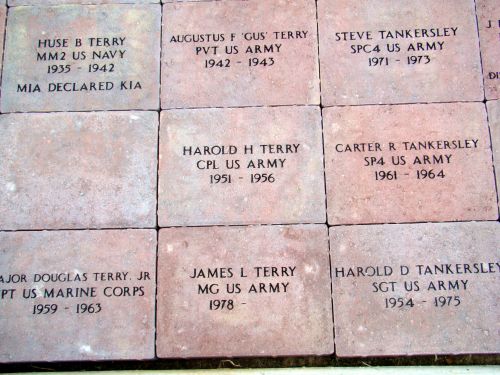 HUSE B TERRY
MM2 US NAVY
1935 - 1942
MIA DECLARED KIA
AUGUSTUS F 'GUS' TERRY
PVT US ARMY
1942 - 1943
STEVE TANKERSLEY
SPC4 US ARMY
1971 - 1973
HAROLD H TERRY
CPL US ARMY
1951 - 1956
CARTER R TANKERSLEY
SP4 US ARMY
1961 - 1964
AJOR DOUGLAS TERRY, JR
PT US MARINE CORPS
1959 - 1963
JAMES L TERRY
MG US ARMY
1978 -
HAROLD D TANKERSLEY
SGT US ARMY
1954 - 1975